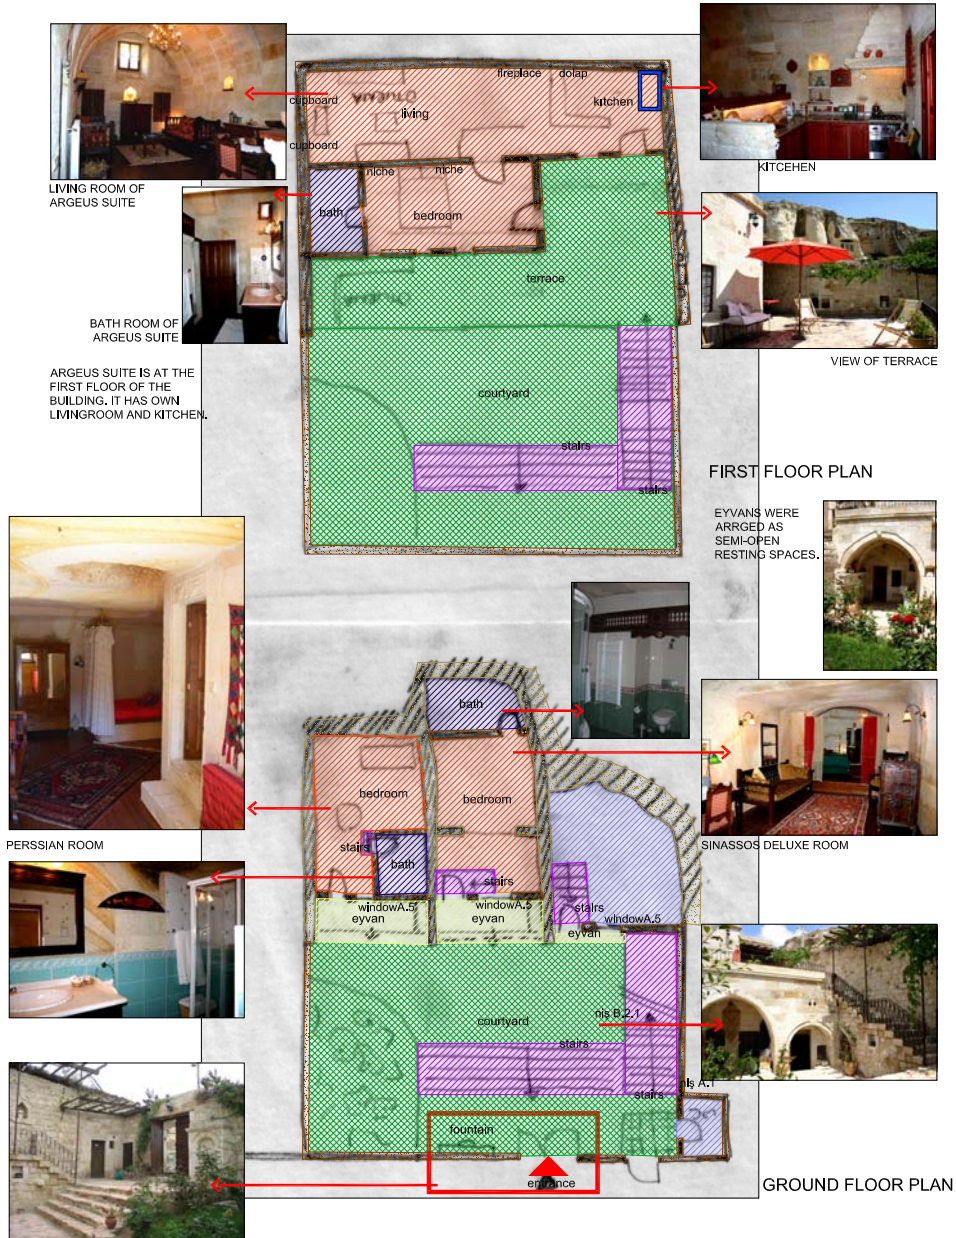 fireplace
dolap
cupboard
living
kitchen
cupboard
LIVING ROOM OF
ARGEUS SUITE
KITCEHEN
niche
niche
bath
bedroom
terrace
BATH ROOM OF
ARGEUS SUITE
VIEW OF TERRACE
ARGEUS SUITE IS AT THE
FIRST FLOOR OF THE
BUILDING. IT HAS OWN
LIVINGROOM AND KITCHEN.
courtyard
stairs
stairs
FIRST FLOOR PLAN
EYVANS WERE
ARRGED AS
SEMI-OPEN
RESTING SPACES.
bath
bedroom
bedroom
PERSSIAN ROOM
stairs
bath
SINASSOS DELUXE ROOM
stairs
windowA.5
eyvan
windowA.5
eyvan
stairs
windowA.5
eyvan
niş B.2.1
courtyard
stairs
niş A.1
stairs
fountain
entrance
GROUND FLOOR PLAN